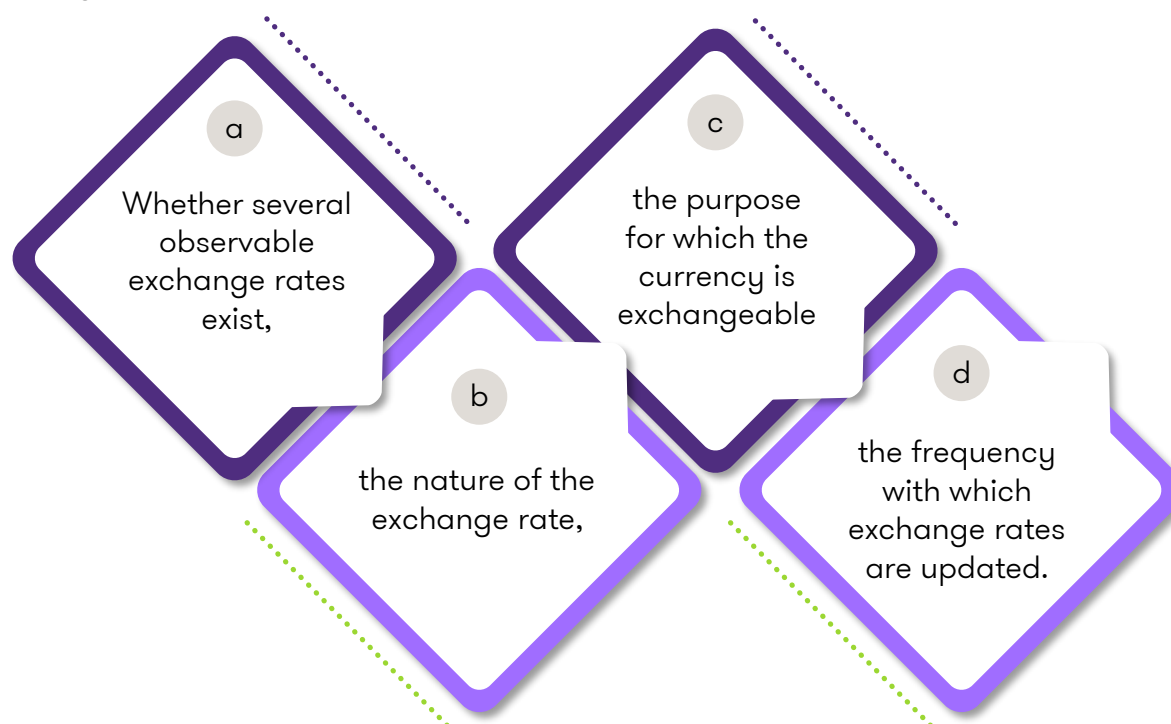 a
Whether several
observable
exchange rates
exist,
b
the nature of the
exchange rate,
c
the purpose
for which the
currency is
exchangeable
d
the frequency
with which
exchange rates
are updated.